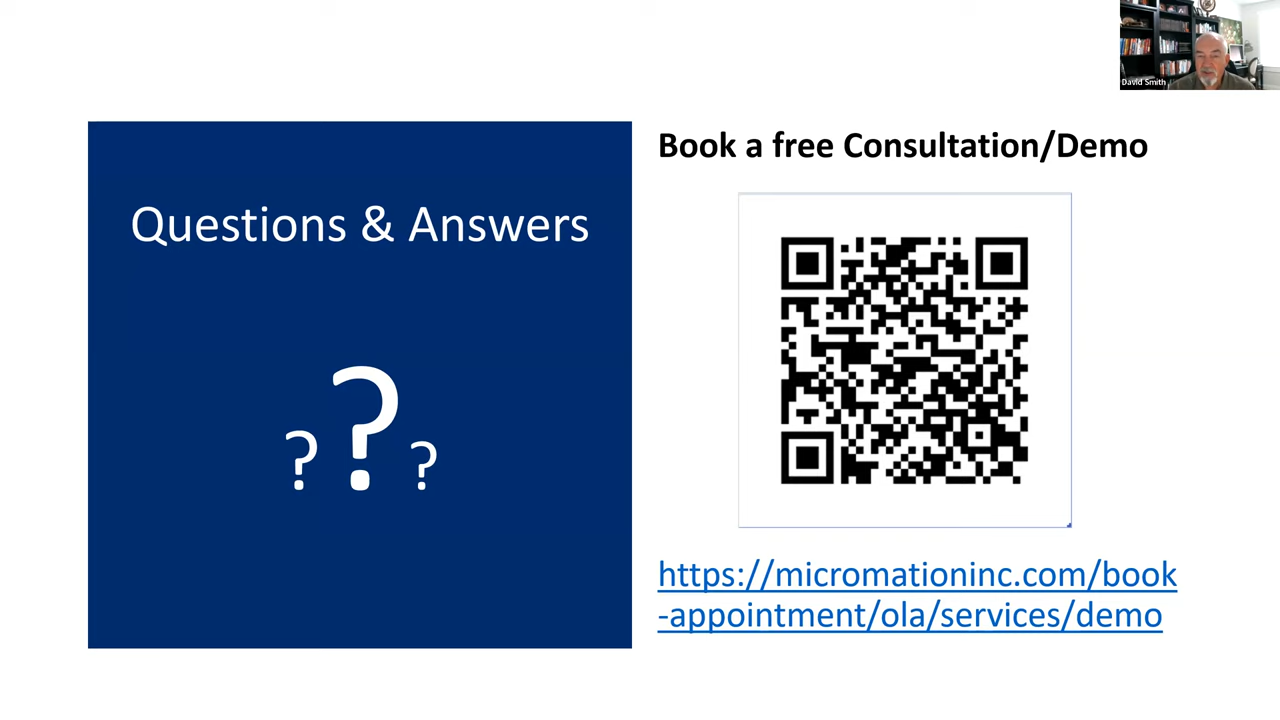 David Smith
Questions & Answers
? ? ?
Book a free Consultation/Demo
https://micromationinc.com/book
-appointment/ola/services/demo